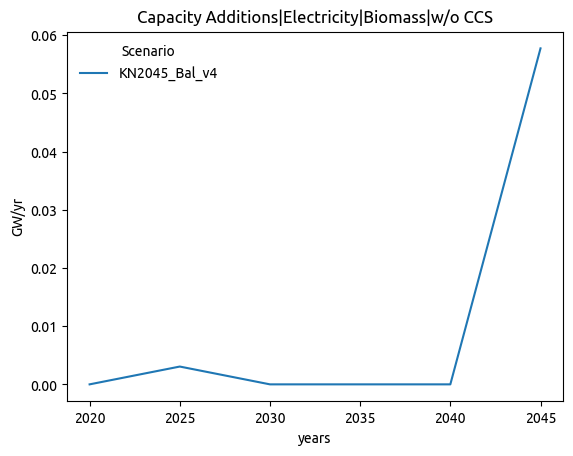 Capacity Additions|Electricity|Biomass|w/o CCS
Scenario
KN2045_Bal_v4
GW/yr
0.06
0.05
0.04
0.03
0.02
0.01
0.00
2020 2025 2030 2035 2040 2045
years